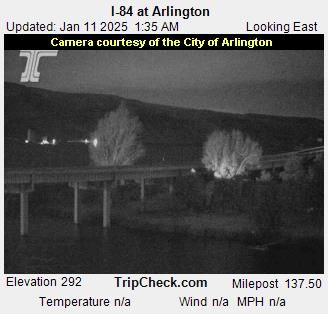 I-84 at Arlington
Updated: Jan 11 2025 1:35 AM Looking East
Camera courtesy of the City of Arlington
Elevation 292 TripCheck.com Milepost 137.50
Temperature n/a Wind n/a MPH n/a